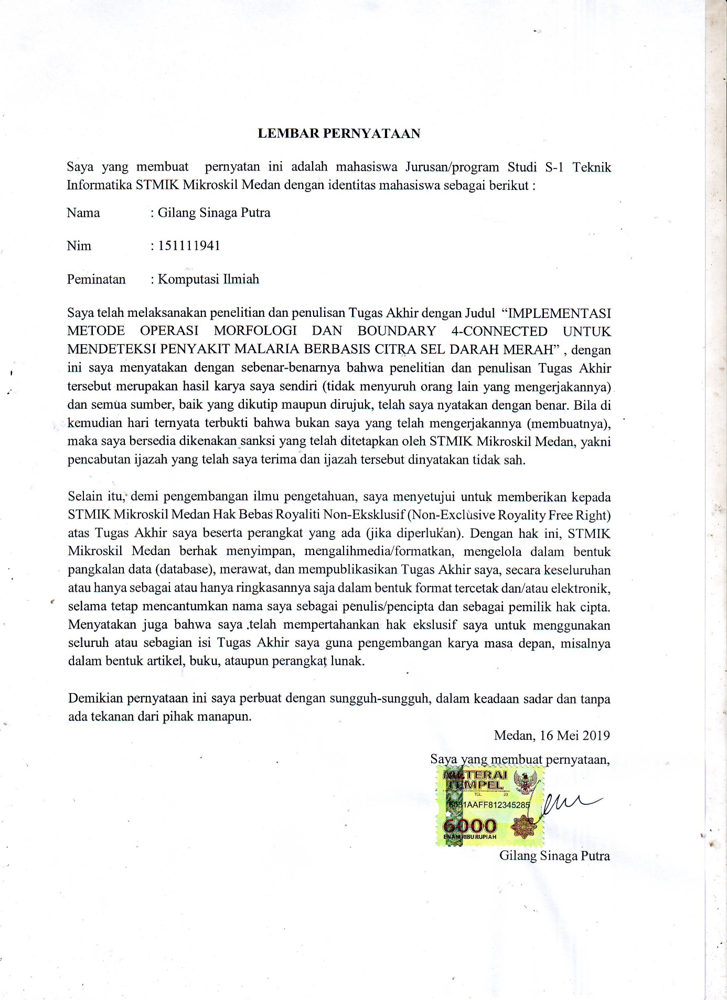 LEMBAR PERNYATAAN
Saya yang membuat pernyatan ini adalah mahasiswa Jurusan/program Studi S-1 Teknik
Informatika STMIK Mikroskil Medan dengan identitas mahasiswa sebagai berikut :
Nama : Gilang Sinaga Putra
Nim : 151111941
Peminatan : Komputasi Ilmiah
Saya telah melaksanakan penelitian dan penulisan Tugas Akhir dengan Judul “IMPLEMENTASI
METODE OPERASI MORFOLOGI DAN BOUNDARY 4-CONNECTED UNTUK
MENDETEKSI PENYAKIT MALARIA BERBASIS CITRA SEL DARAH MERAH” , dengan
ini saya menyatakan dengan sebenar-benarnya bahwa penelitian dan penulisan Tugas Akhir
tersebut merupakan hasil karya saya sendiri (tidak menyuruh orang lain yang mengerjakannya)
dan semua sumber, baik yang dikutip maupun dirujuk, telah saya nyatakan dengan benar. Bila di
kemudian hari ternyata terbukti bahwa bukan saya yang telah mengerjakannya (membuatnya),
maka saya bersedia dikenakan sanksi yang telah ditetapkan oleh STMIK Mikroskil Medan, yakni
pencabutan ijazah yang telah saya terima dan ijazah tersebut dinyatakan tidak sah.
Selain itu, demi pengembangan ilmu pengetahuan, saya menyetujui untuk memberikan kepada
STMIK Mikroskil Medan Hak Bebas Royaliti Non-Eksklusif (Non-Exclusive Royality Free Right)
atas Tugas Akhir saya beserta perangkat yang ada (jika diperlukan). Dengan hak ini, STMIK
Mikroskil Medan berhak menyimpan, mengalihmedia/formatkan, mengelola dalam bentuk
pangkalan data (database), merawat, dan mempublikasikan Tugas Akhir saya, secara keseluruhan
atau hanya sebagai atau hanya ringkasannya saja dalam bentuk format tercetak dan/atau elektronik,
selama tetap mencantumkan nama saya sebagai penulis/pencipta dan sebagai pemilik hak cipta.
Menyatakan juga bahwa saya telah mempertahankan hak ekslusif saya untuk menggunakan
seluruh atau sebagian isi Tugas Akhir saya guna pengembangan karya masa depan, misalnya
dalam bentuk artikel, buku, ataupun perangkat lunak.
Demikian pernyataan ini saya perbuat dengan sungguh-sungguh, dalam keadaan sadar dan tanpa
ada tekanan dari pihak manapun.
Medan, 16 Mei 2019
Saya yang membuat pernyataan,
METERAI
TEMPEL
TGL. 20
6031AAFF812345285
6000
ENAM RIBU RUPIAH
Gilang Sinaga Putra